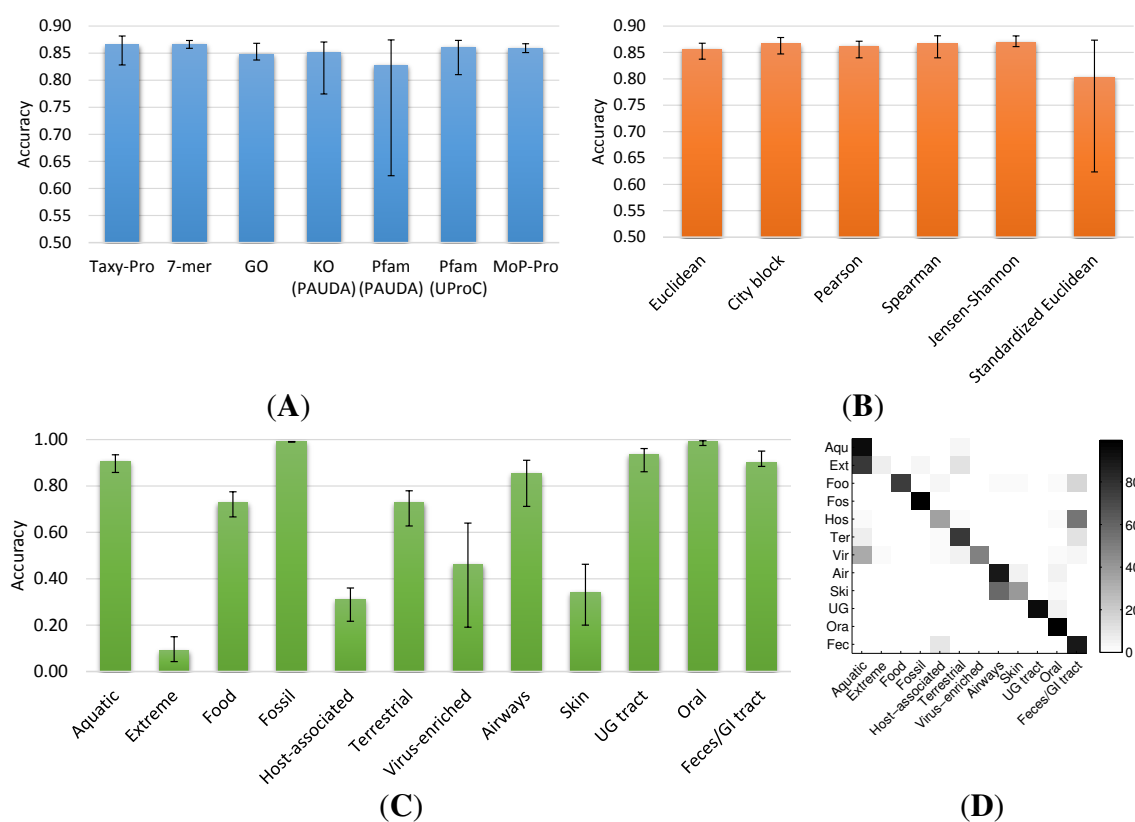 0.90
0.85
0.80
0.75
0.70
0.65
0.60
0.55
0.50
Accuracy
Taxy-Pro 7-mer GO KO Pfam Pfam MoP-Pro
(PAUDA) (PAUDA) (UProC)
(A)
0.90
0.85
0.80
0.75
0.70
0.65
0.60
0.55
0.50
Accuracy
Euclidean
City block
Pearson
Spearman
Jensen-Shannon
Standardized Euclidean
(B)
1.00
0.80
0.60
0.40
0.20
0.00
Accuracy
Aquatic
Extreme
Food
Fossil
Host-associated
Terrestrial
Virus-enriched
Airways
Skin
UG tract
Oral
Feces/GI tract
(C)
Aqu
Ext
Foo
Fos
Hos
Ter
Vir
Air
Ski
UG
Ora
Fec
Aquatic
Extreme
Food
Fossil
Host–associated
Terrestrial
Virus–enriched
Airways
Skin
UG tract
Oral
Feces/GI tract
80
60
40
20
0
(D)